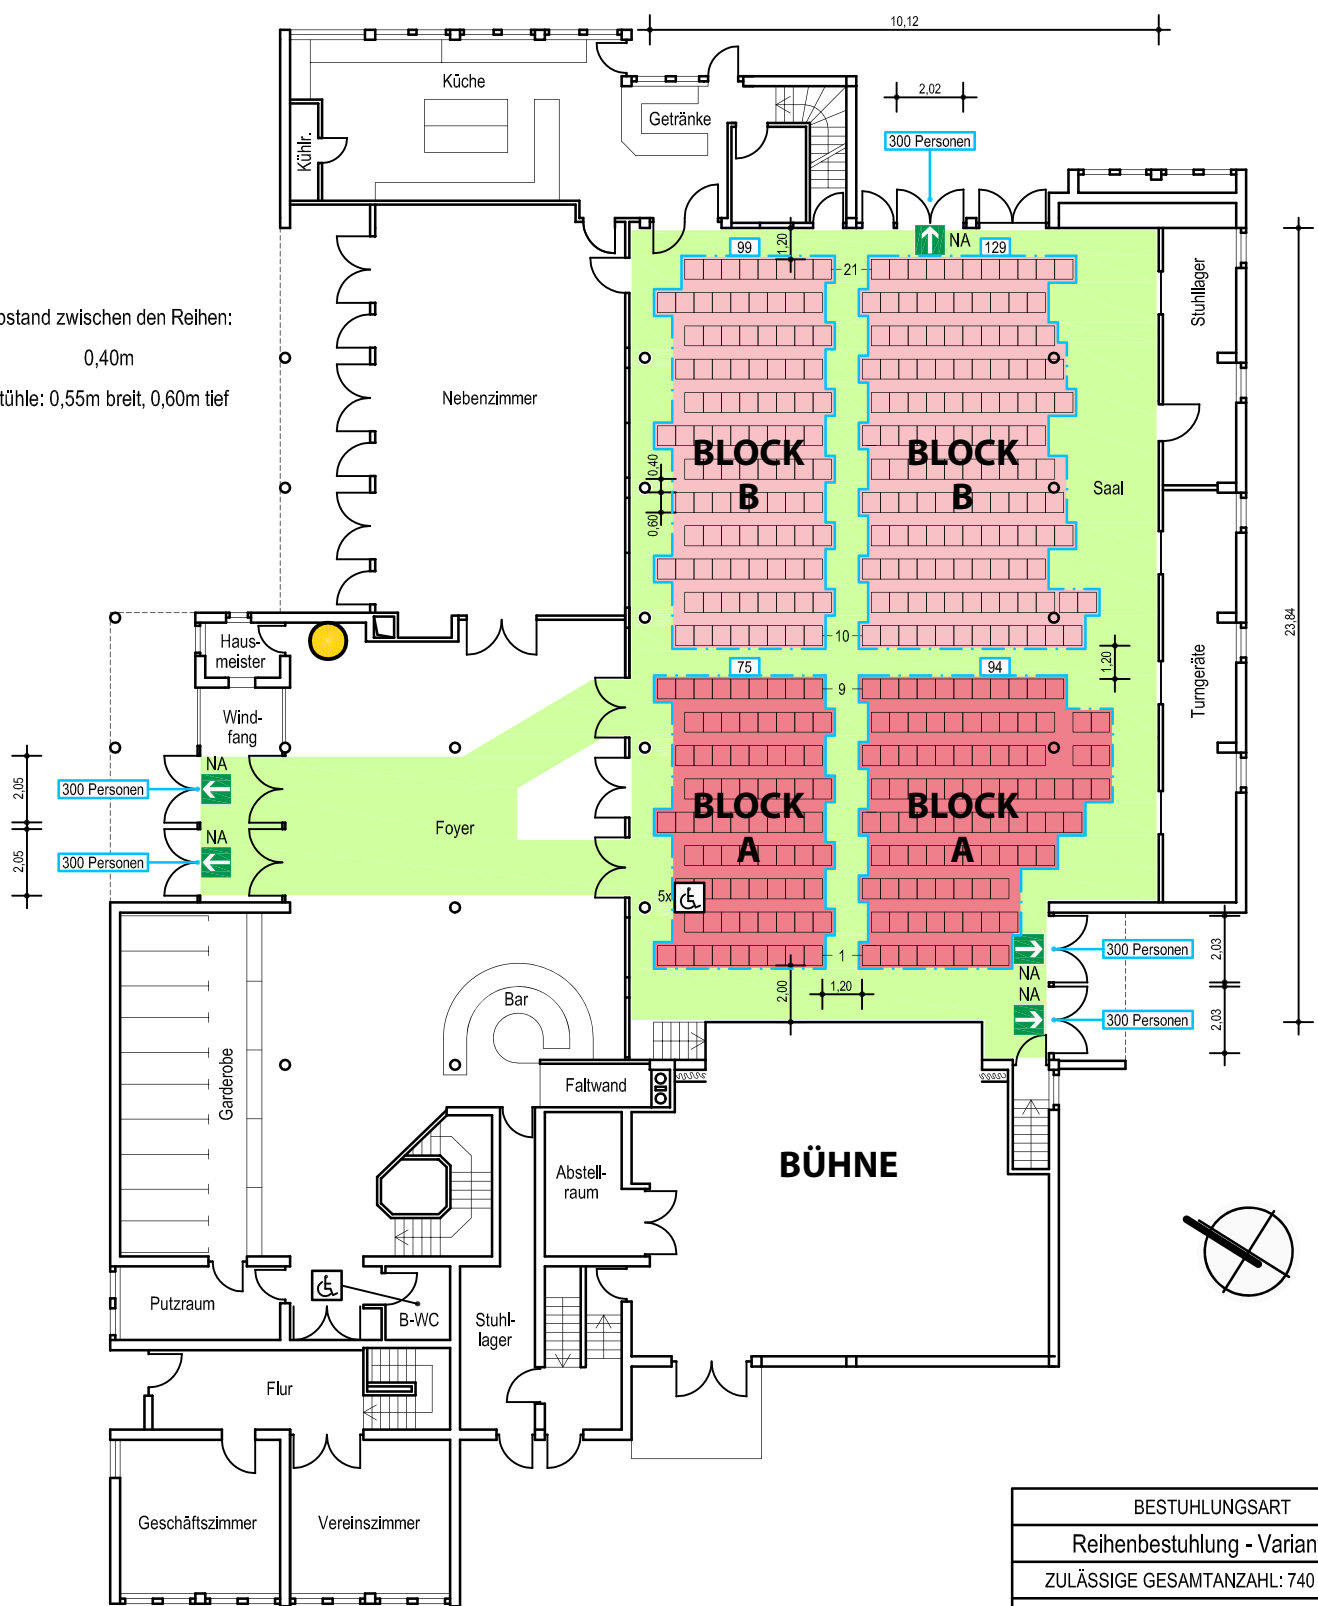 10,12
Küche
2,02
Getränke
300 Personen
Kühlr.
NA
99
1,20
129
21
Stuhllager
0,40m
Stühle: 0,55m breit, 0,60m tief
zwischen den Reihen:
Nebenzimmer
BLOCK
B
BLOCK
B
0,40
0,60
Saal
23,84
Haus-
meister
10
1,20
75
94
9
Turngeräte
Wind-
fang
NA
2,05
300 Personen
BLOCK
A
BLOCK
A
Foyer
NA
2,05
300 Personen
5x
1
NA
300 Personen
2,03
NA
300 Personen
2,03
2,00
1,20
Bar
Garderobe
Faltwand
Abstell-
raum
BÜHNE
Putzraum
B-WC
Stuhl-
lager
Flur
Geschäftszimmer
Vereinszimmer
BESTUHLUNGSART
Reihenbestuhlung - Varian
ZULÄSSIGE GESAMTANZAHL: 740